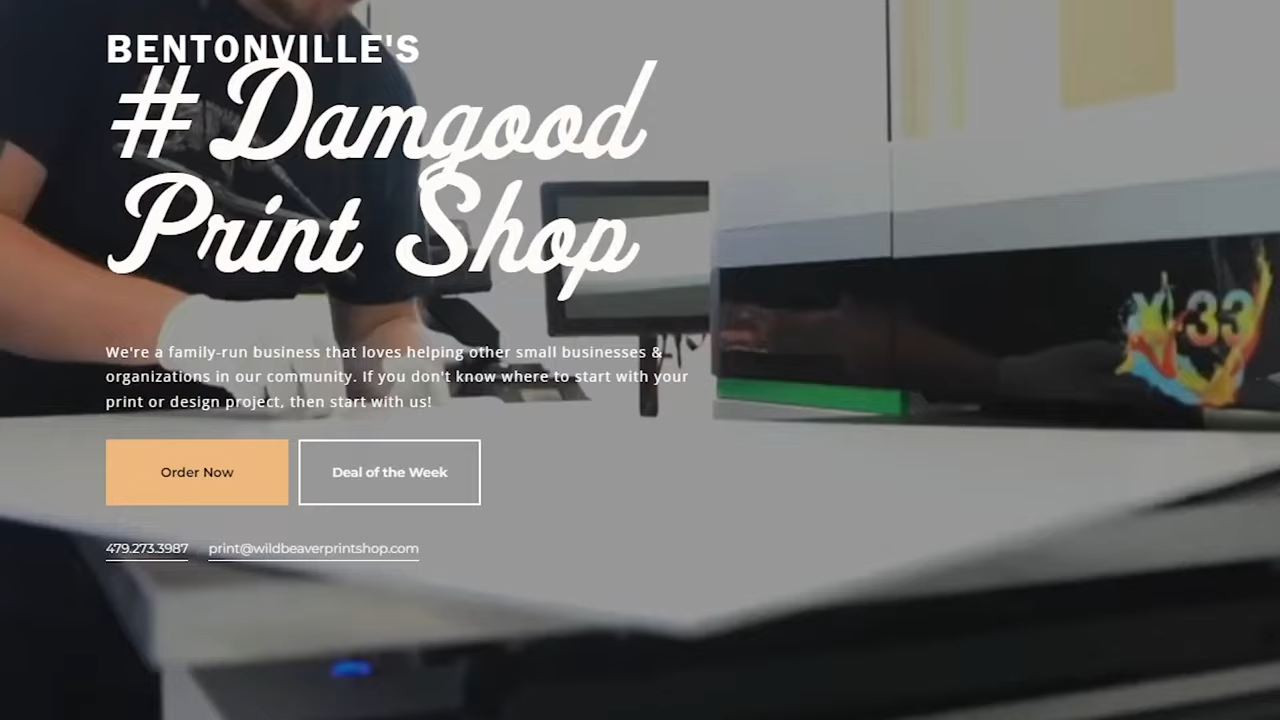 BENTONVILLE'S
#Damgood
Print Shop
We're a family-run business that loves helping other small businesses &
organizations in our community. If you don't know where to start with your
print or design project, then start with us!
Order Now
Deal of the Week
479.273.3987
print@wildbeaverprintshop.com
33